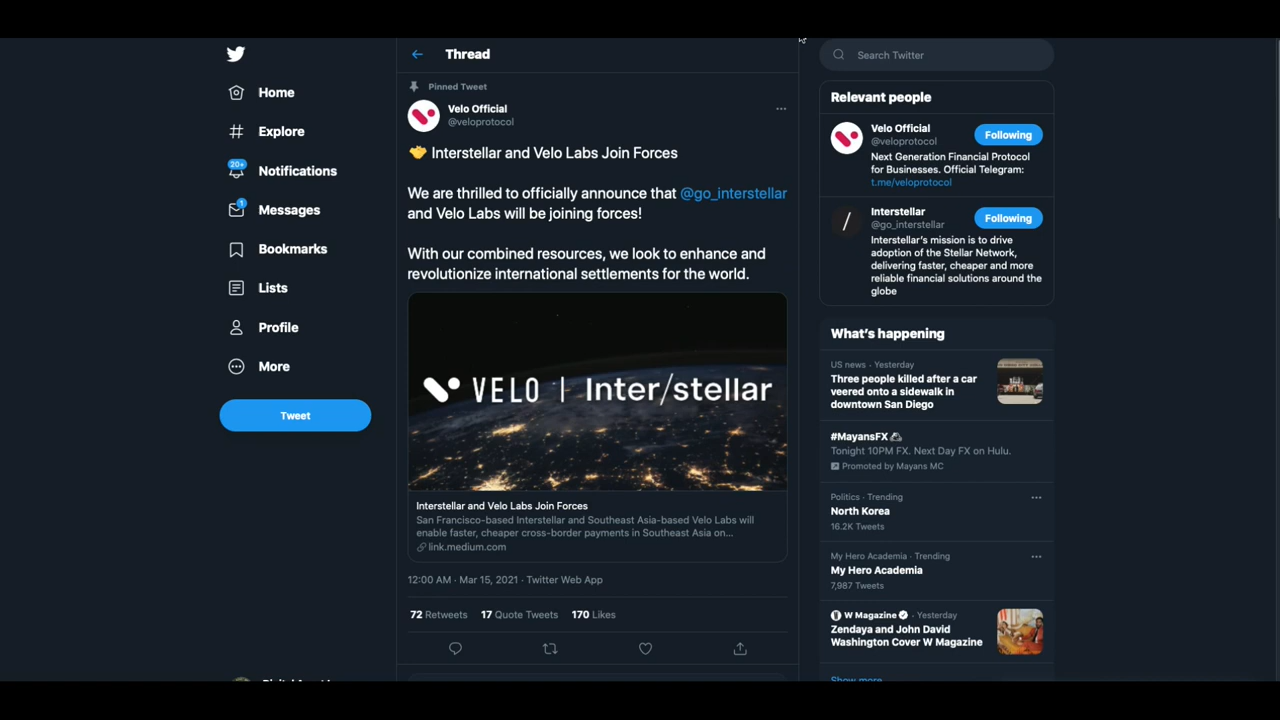 Home
Explore
20+
Notifications
1
Messages
Bookmarks
Lists
Profile
More
Tweet
Thread
Pinned Tweet
Velo Official
@veloprotocol
🤝 Interstellar and Velo Labs Join Forces
We are thrilled to officially announce that @go_interstellar
and Velo Labs will be joining forces!
With our combined resources, we look to enhance and
revolutionize international settlements for the world.
VELO | Inter/stellar
Interstellar and Velo Labs Join Forces
San Francisco-based Interstellar and Southeast Asia-based Velo Labs will
enable faster, cheaper cross-border payments in Southeast Asia on...
link.medium.com
12:00 AM · Mar 15, 2021 · Twitter Web App
72 Retweets 17 Quote Tweets 170 Likes
Search Twitter
Relevant people
Velo Official
@veloprotocol
Following
Next Generation Financial Protocol
for Businesses. Official Telegram:
t.me/veloprotocol
Interstellar
@go_interstellar
Following
Interstellar's mission is to drive
adoption of the Stellar Network,
delivering faster, cheaper and more
reliable financial solutions around the
globe
What's happening
US news · Yesterday
Three people killed after a car
veered onto a sidewalk in
downtown San Diego
#MayansFX
Tonight 10PM FX. Next Day FX on Hulu.
Promoted by Mayans MC
Politics · Trending
North Korea
16.2K Tweets
My Hero Academia · Trending
My Hero Academia
7,987 Tweets
W Magazine · Yesterday
Zendaya and John David
Washington Cover W Magazine
Show more